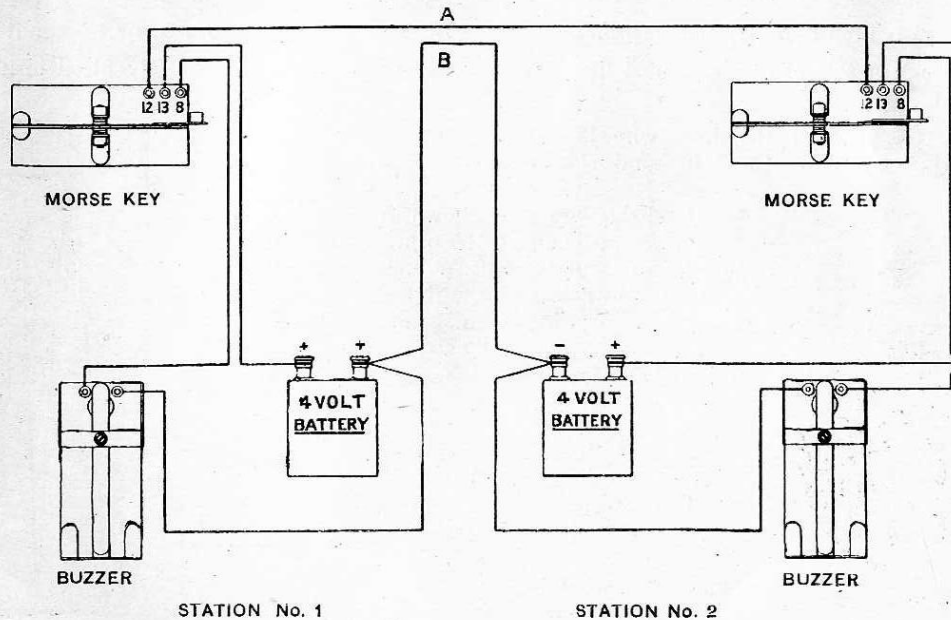 A
B
12 13 8
12 13 8
MORSE KEY
MORSE KEY
+ +
- +
4 VOLT
BATTERY
4 VOLT
BATTERY
BUZZER
BUZZER
STATION No. 1
STATION No. 2